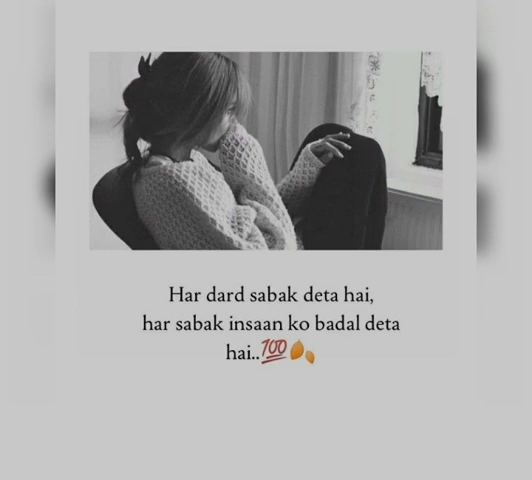 Har dard sabak deta hai,
har sabak insaan ko badal deta
hai..💯🍂